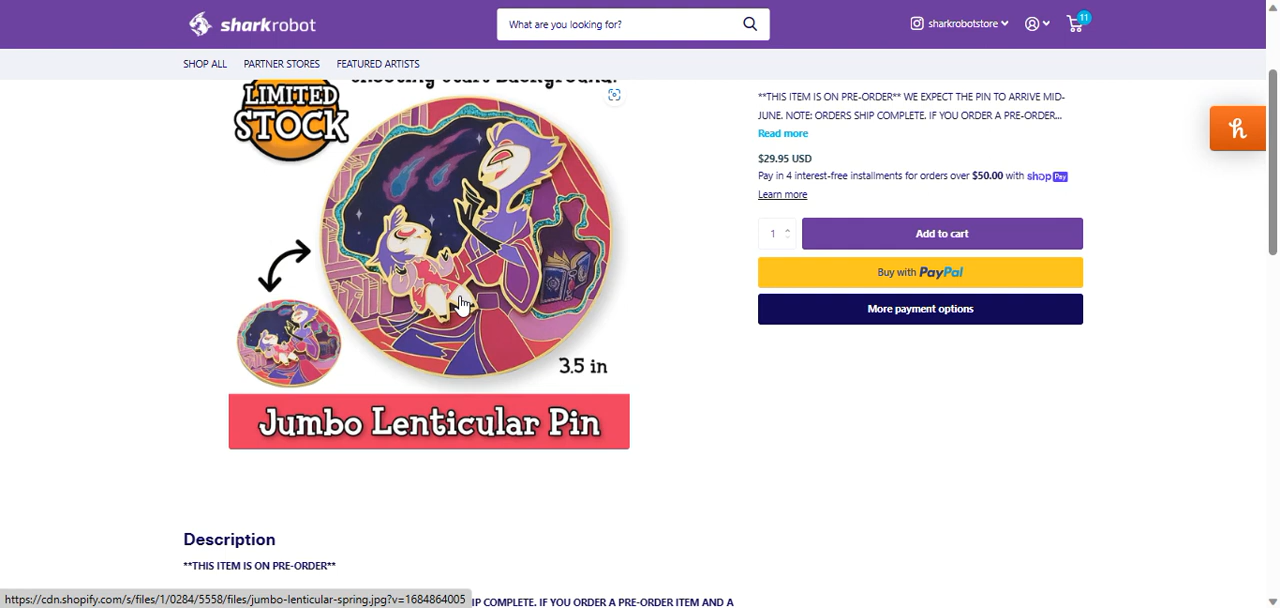 sharkrobot
What are you looking for?
sharkrobotstore
11
SHOP ALL PARTNER STORES FEATURED ARTISTS
Shooting Stars Background!
LIMITED
STOCK
3.5 in
Jumbo Lenticular Pin
**THIS ITEM IS ON PRE-ORDER** WE EXPECT THE PIN TO ARRIVE MID-
JUNE. NOTE: ORDERS SHIP COMPLETE. IF YOU ORDER A PRE-ORDER...
Read more
$29.95 USD
Pay in 4 interest-free installments for orders over $50.00 with shop Pay
Learn more
1
Add to cart
Buy with PayPal
More payment options
h
Description
**THIS ITEM IS ON PRE-ORDER**
IP COMPLETE. IF YOU ORDER A PRE-ORDER ITEM AND A
https://cdn.shopify.com/s/files/1/0284/5558/files/jumbo-lenticular-spring.jpg?v=1684864005